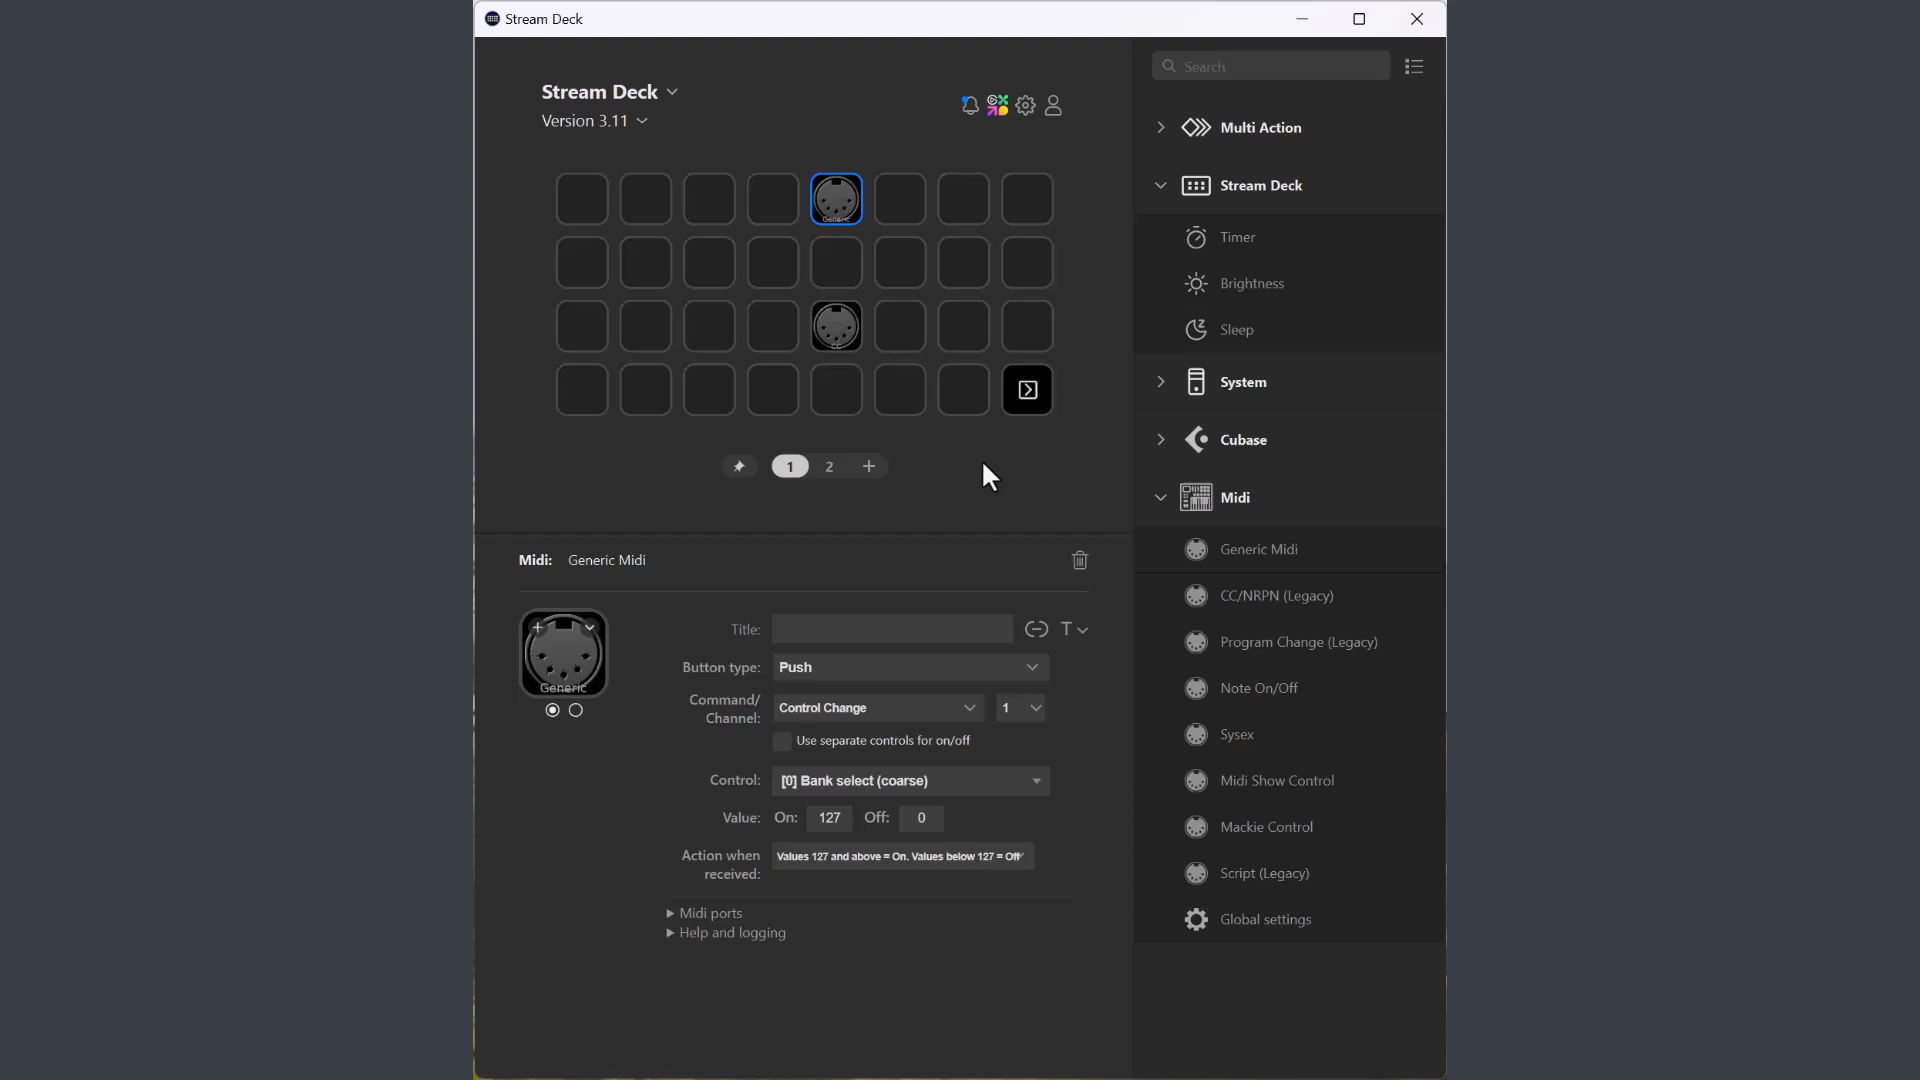 Stream Deck
Search
Stream Deck
Version 3.11
Multi Action
Stream Deck
Generic
Timer
Brightness
CC
Sleep
System
Cubase
1 2 +
Midi
Midi: Generic Midi
Generic Midi
CC/NRPN (Legacy)
Program Change (Legacy)
Note On/Off
Sysex
Midi Show Control
Mackie Control
Script (Legacy)
Global settings
Generic
Title:
T
Button type: Push
Command/
Channel:
Control Change 1
Use separate controls for on/off
Control: [0] Bank select (coarse)
Value: On: 127 Off: 0
Action when
received:
Values 127 and above = On. Values below 127 = Off
Midi ports
Help and logging